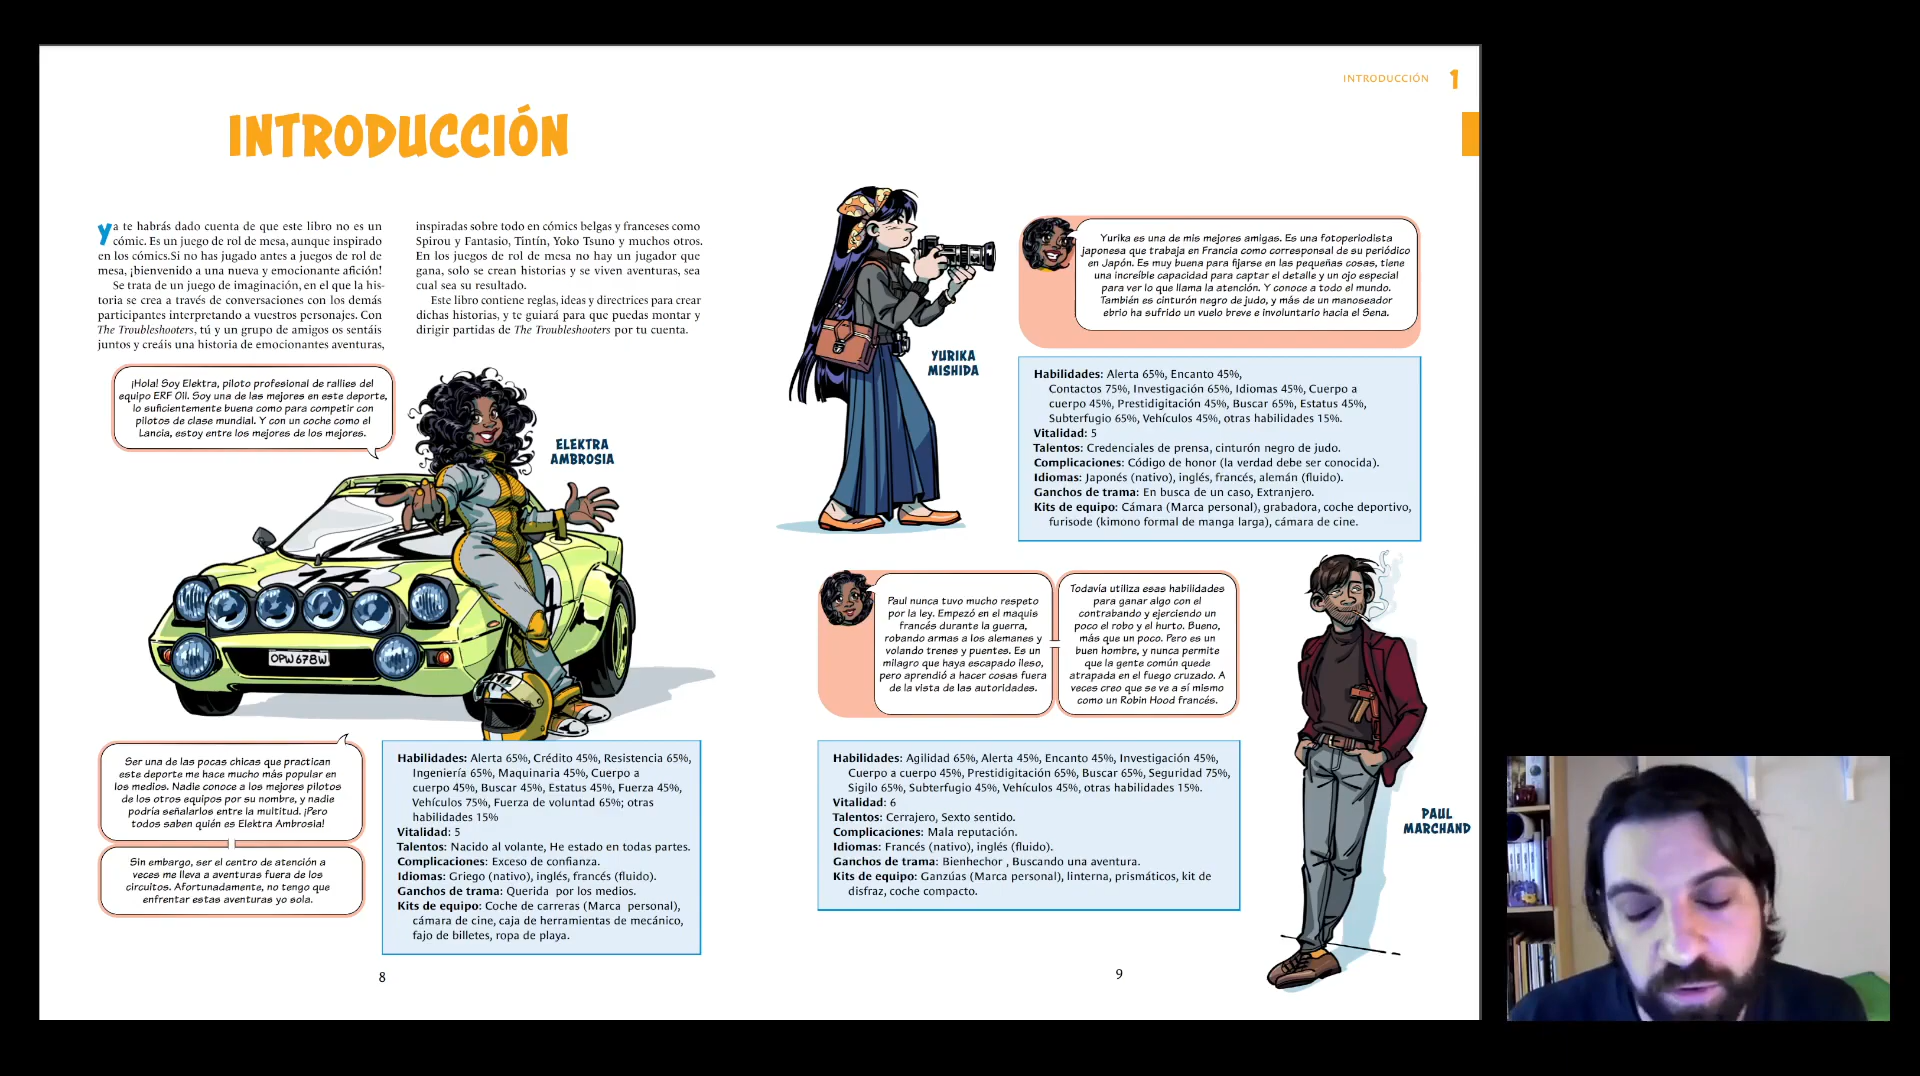 INTRODUCCIÓN 1
INTRODUCCIÓN
Ya te habrás dado cuenta de que este libro no es un
cómic. Es un juego de rol de mesa, aunque inspirado
en los cómics.Si no has jugado antes a juegos de rol de
mesa, ¡bienvenido a una nueva y emocionante afición!
Se trata de un juego de imaginación, en el que la his-
toria se crea a través de conversaciones con los demás
participantes interpretando a vuestros personajes. Con
The Troubleshooters, tú y un grupo de amigos os sentáis
juntos y creáis una historia de emocionantes aventuras,
inspiradas sobre todo en cómics belgas y franceses como
Spirou y Fantasio, Tintín, Yoko Tsuno y muchos otros.
En los juegos de rol de mesa no hay un jugador que
gana, solo se crean historias y se viven aventuras, sea
cual sea su resultado.
Este libro contiene reglas, ideas y directrices para crear
dichas historias, y te guiará para que puedas montar y
dirigir partidas de The Troubleshooters por tu cuenta.
¡Hola! Soy Elektra, piloto profesional de rallies del
equipo ERF Oil. Soy una de las mejores en este deporte,
lo suficientemente buena como para competir con
pilotos de clase mundial. Y con un coche como el
Lancia, estoy entre los mejores de los mejores.
ELEKTRA
AMBROSIA
14
OPW678W
Ser una de las pocas chicas que practican
este deporte me hace mucho más popular en
los medios. Nadie conoce a los mejores pilotos
de los otros equipos por su nombre, y nadie
podría señalarlos entre la multitud. ¡Pero
todos saben quién es Elektra Ambrosia!
Sin embargo, ser el centro de atención a
veces me lleva a aventuras fuera de los
circuitos. Afortunadamente, no tengo que
enfrentar estas aventuras yo sola.
Habilidades: Alerta 65%, Crédito 45%, Resistencia 65%,
Ingeniería 65%, Maquinaria 45%, Cuerpo a
cuerpo 45%, Buscar 45%, Estatus 45%, Fuerza 45%,
Vehículos 75%, Fuerza de voluntad 65%; otras
habilidades 15%
Vitalidad: 5
Talentos: Nacido al volante, He estado en todas partes.
Complicaciones: Exceso de confianza.
Idiomas: Griego (nativo), inglés, francés (fluido).
Ganchos de trama: Querida por los medios.
Kits de equipo: Coche de carreras (Marca personal),
cámara de cine, caja de herramientas de mecánico,
fajo de billetes, ropa de playa.
8
YURIKA
MISHIDA
Yurika es una de mis mejores amigas. Es una fotoperiodista
japonesa que trabaja en Francia como corresponsal de su periódico
en Japón. Es muy buena para fijarse en las pequeñas cosas, tiene
una increíble capacidad para captar el detalle y un ojo especial
para ver lo que llama la atención. Y conoce a todo el mundo.
También es cinturón negro de judo, y más de un manoseador
ebrio ha sufrido un vuelo breve e involuntario hacia el Sena.
Habilidades: Alerta 65%, Encanto 45%,
Contactos 75%, Investigación 65%, Idiomas 45%, Cuerpo a
cuerpo 45%, Prestidigitación 45%, Buscar 65%, Estatus 45%,
Subterfugio 65%, Vehículos 45%, otras habilidades 15%.
Vitalidad: 5
Talentos: Credenciales de prensa, cinturón negro de judo.
Complicaciones: Código de honor (la verdad debe ser conocida).
Idiomas: Japonés (nativo), inglés, francés, alemán (fluido).
Ganchos de trama: En busca de un caso, Extranjero.
Kits de equipo: Cámara (Marca personal), grabadora, coche deportivo,
furisode (kimono formal de manga larga), cámara de cine.
Paul nunca tuvo mucho respeto
por la ley. Empezó en el maquis
francés durante la guerra,
robando armas a los alemanes y
volando trenes y puentes. Es un
milagro que haya escapado ileso,
pero aprendió a hacer cosas fuera
de la vista de las autoridades.
Todavía utiliza esas habilidades
para ganar algo con el
contrabando y ejerciendo un
poco el robo y el hurto. Bueno,
más que un poco. Pero es un
buen hombre, y nunca permite
que la gente común quede
atrapada en el fuego cruzado. A
veces creo que se ve a sí mismo
como un Robin Hood francés.
Habilidades: Agilidad 65%, Alerta 45%, Encanto 45%, Investigación 45%,
Cuerpo a cuerpo 45%, Prestidigitación 65%, Buscar 65%, Seguridad 75%,
Sigilo 65%, Subterfugio 45%, Vehículos 45%, otras habilidades 15%.
Vitalidad: 6
Talentos: Cerrajero, Sexto sentido.
Complicaciones: Mala reputación.
Idiomas: Francés (nativo), inglés (fluido).
Ganchos de trama: Bienhechor , Buscando una aventura.
Kits de equipo: Ganzúas (Marca personal), linterna, prismáticos, kit de
disfraz, coche compacto.
PAUL
MARCHAND
9